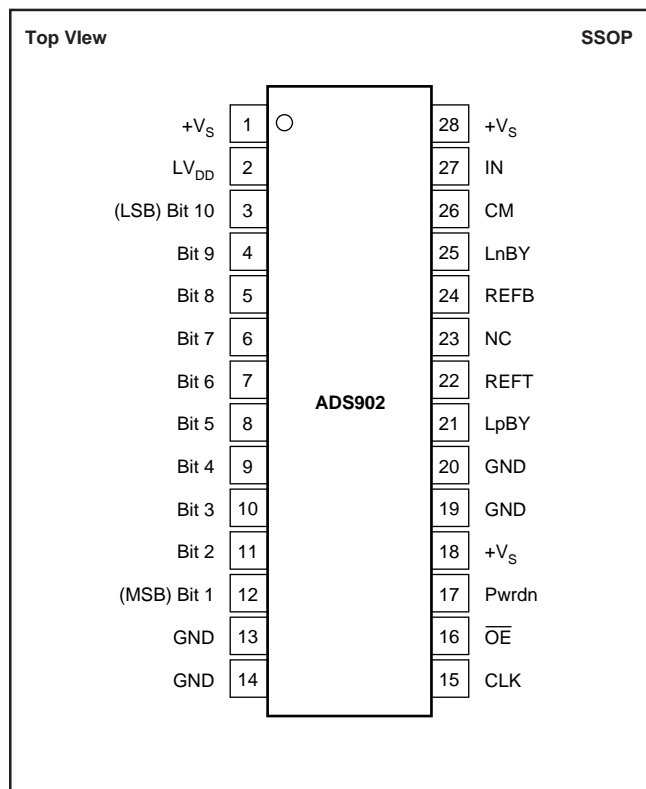 Top VIew SSOP
+VS 1 28 +VS
LVDD 2 27 IN
(LSB) Bit 10 3 26 CM
Bit 9 4 25 LnBY
Bit 8 5 24 REFB
Bit 7 6 23 NC
Bit 6 7 22 REFT
ADS902
Bit 5 8 21 LpBY
Bit 4 9 20 GND
Bit 3 10 19 GND
Bit 2 11 18 +VS
(MSB) Bit 1 12 17 Pwrdn
GND 13 16 O̅E̅
GND 14 15 CLK